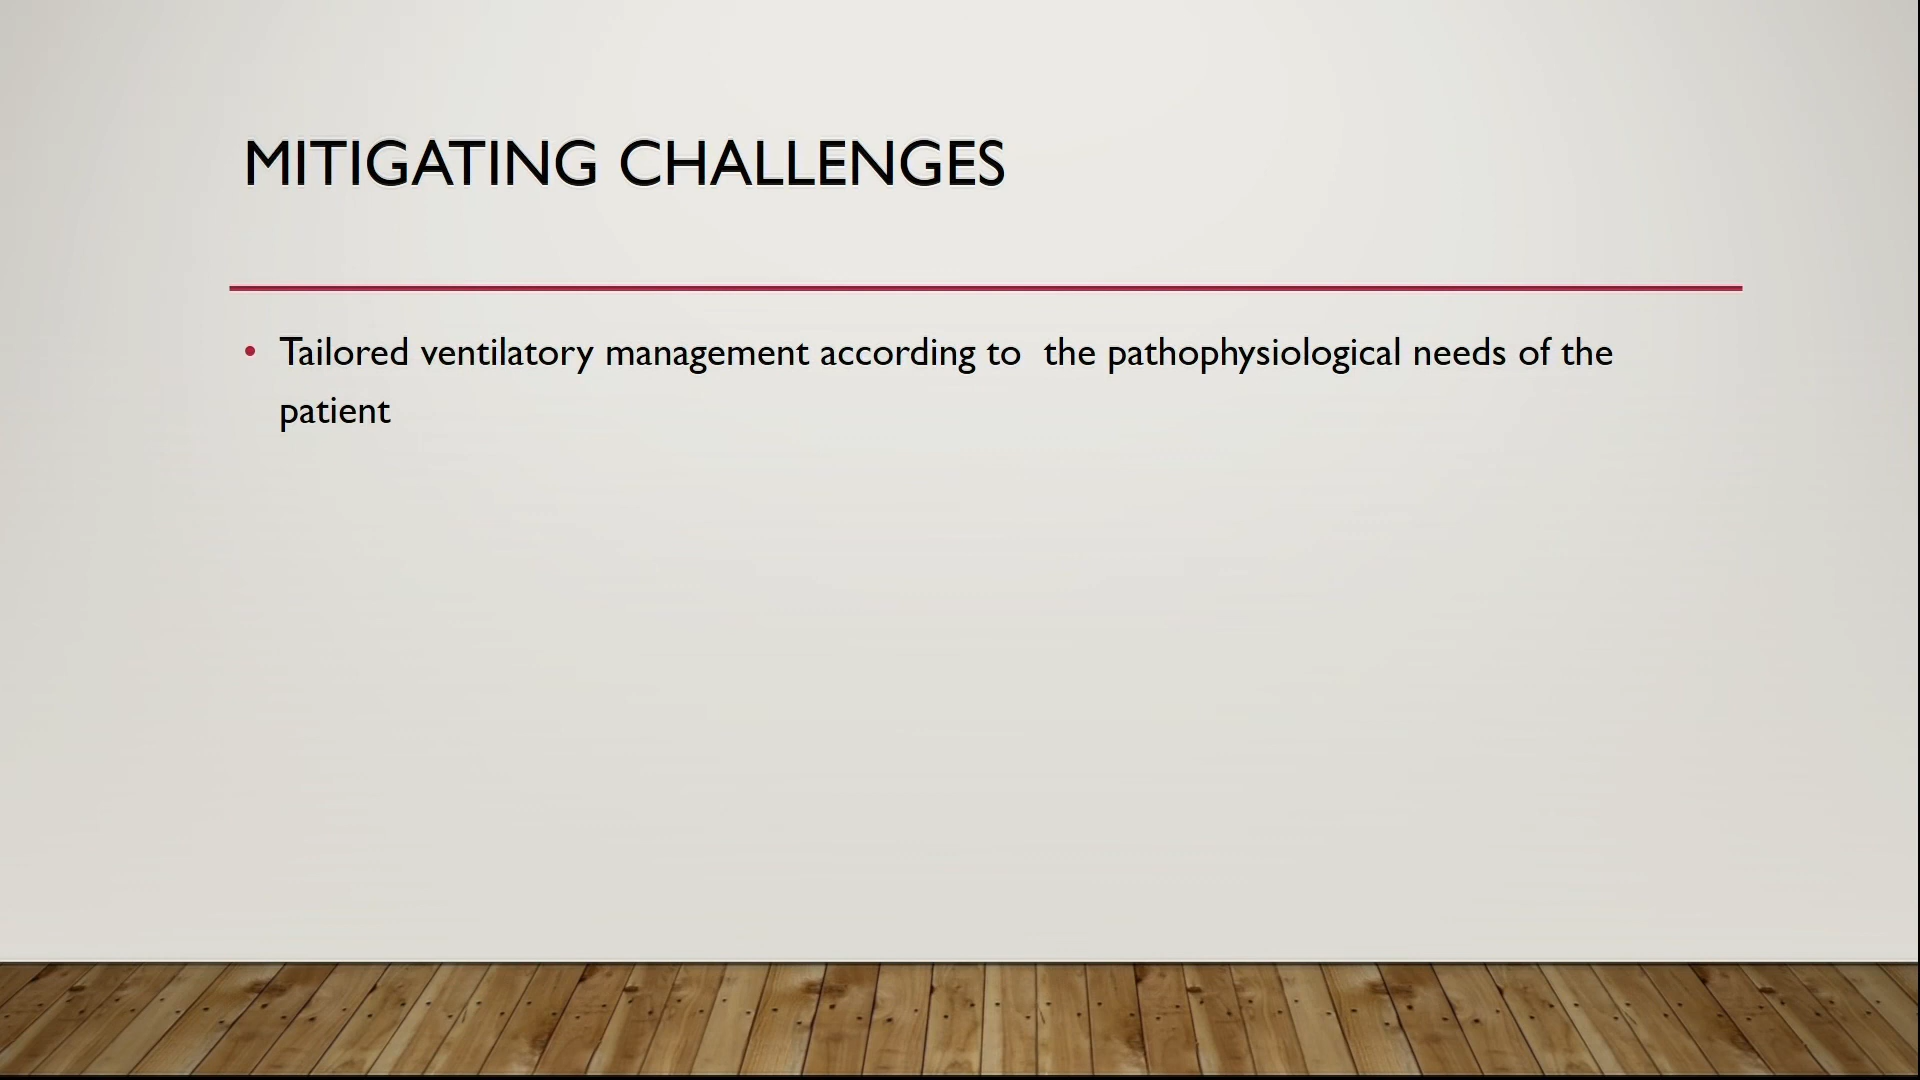 MITIGATING CHALLENGES
• Tailored ventilatory management according to  the pathophysiological needs of the
patient